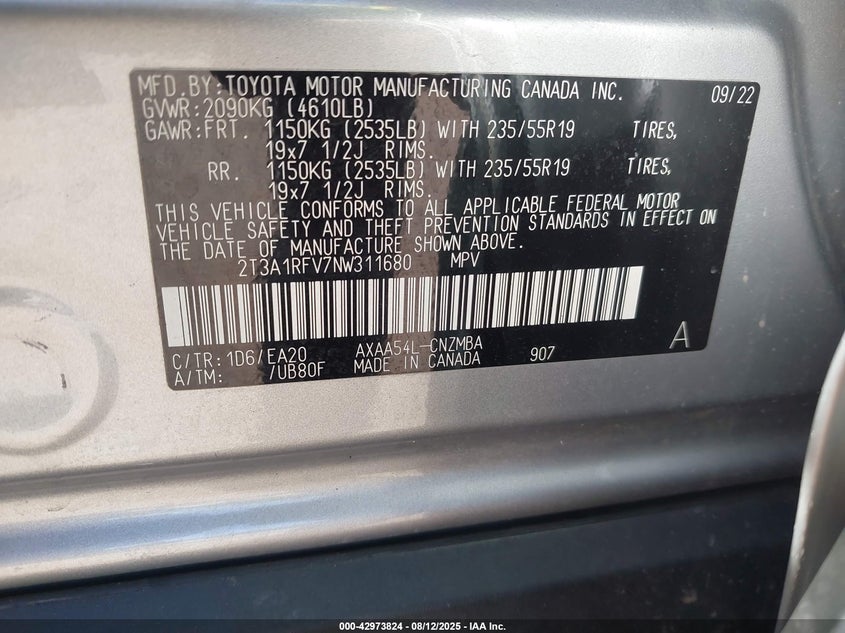 MFD.BY:TOYOTA MOTOR MANUFACTURING CANADA INC. 09/22
GVWR:2090KG (4610LB)
GAWR:FRT. 1150KG (2535LB) WITH 235/55R19 TIRES,
19x7 1/2J RIMS.
RR. 1150KG (2535LB) WITH 235/55R19 TIRES,
19x7 1/2J RIMS.
THIS VEHICLE CONFORMS TO ALL APPLICABLE FEDERAL MOTOR
VEHICLE SAFETY AND THEFT PREVENTION STANDARDS IN EFFECT ON
THE DATE OF MANUFACTURE SHOWN ABOVE.
2T3A1RFV7NW311680 MPV
C/TR:1D6/EA20 AXAA54L-CNZMBA A
A/TM: /UB80F MADE IN CANADA 907
000-42973824 | 08/12/2025 | IAA Inc.